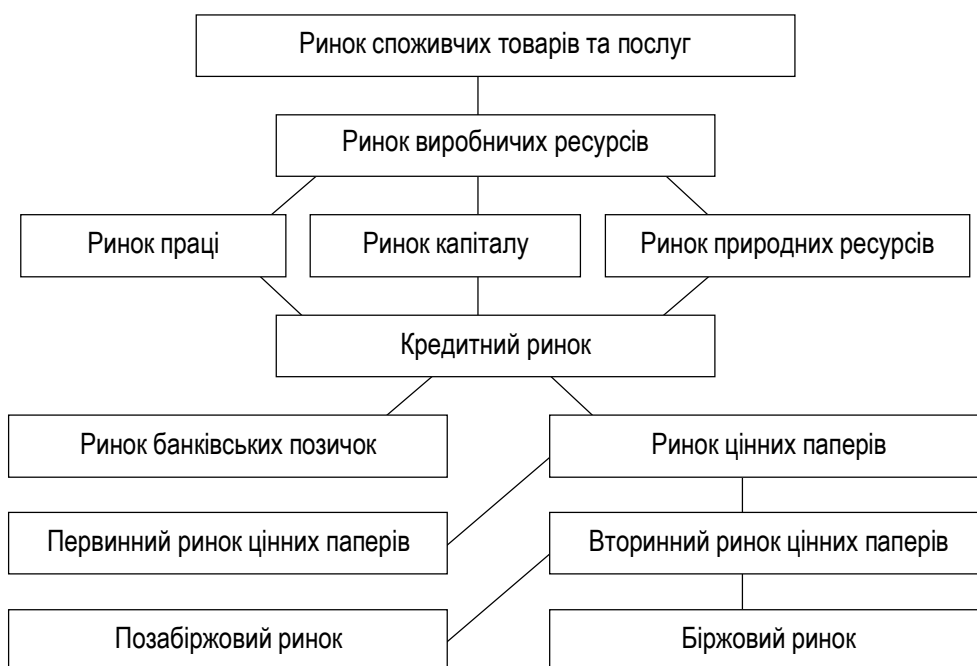 Ринок споживчих товарів та послуг
Ринок виробничих ресурсів
Ринок праці
Ринок капіталу
Ринок природних ресурсів
Кредитний ринок
Ринок банківських позичок
Ринок цінних паперів
Первинний ринок цінних паперів
Вторинний ринок цінних паперів
Позабіржовий ринок
Біржовий ринок